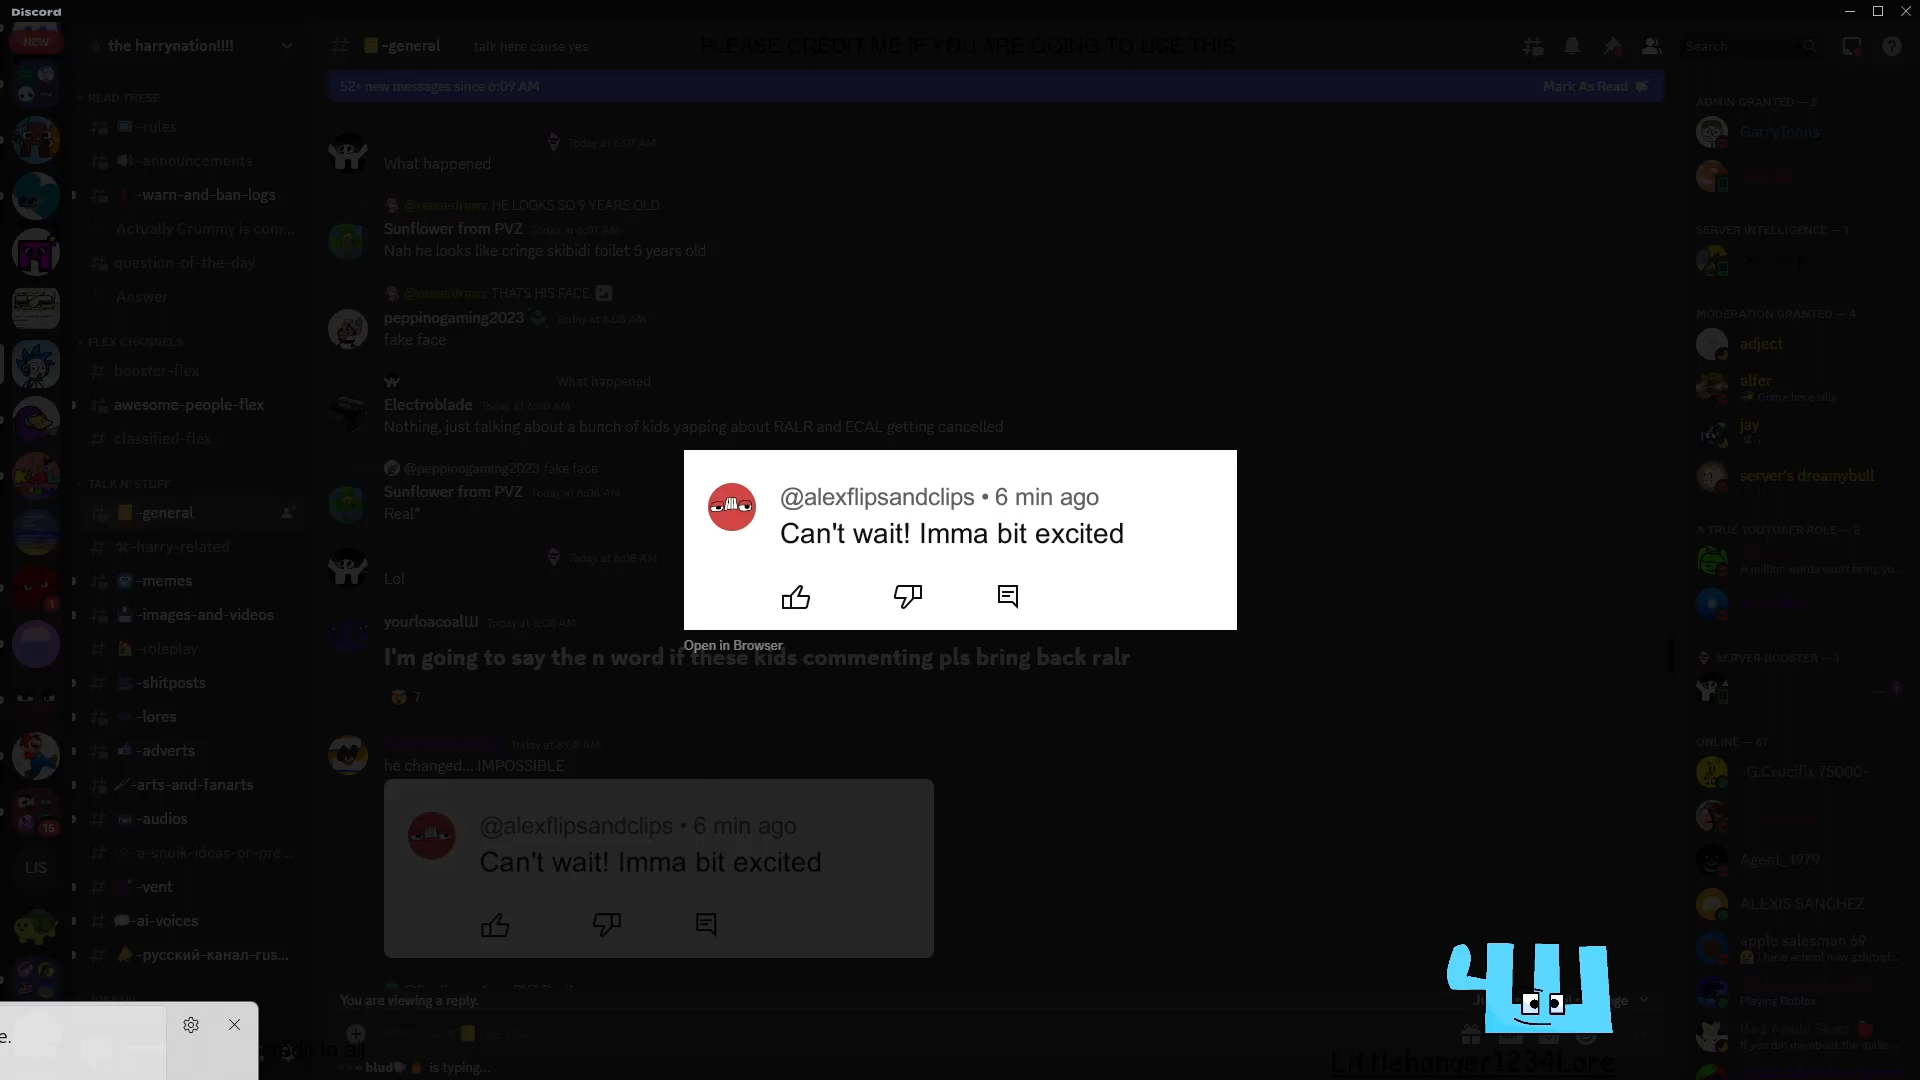 Discord
NEW
the harrynation!!!!
-general
talk here cause yes
PLEASE CREDIT ME IF YOU ARE GOING TO USE THIS
Search
52+ new messages since 6:09 AM
Mark As Read
READ THESE
-rules
-announcements
-warn-and-ban-logs
Actually Crummy is com...
question-of-the-day
Answer
FLEX CHANNELS
booster-flex
awesome-people-flex
classified-flex
TALK N' STUFF
-general
-harry-related
-memes
-images-and-videos
-roleplay
-shitposts
-lores
-adverts
-arts-and-fanarts
-audios
-vent
-ai-voices
-русский-канал-rus...
15
LIS
Today at 6:07 AM
What happened
HE LOOKS SO 9 YEARS OLD
Sunflower from PVZ Today at 6:07 AM
Nah he looks like cringe skibidi toilet 5 years old
THATS HIS FACE
peppinogaming2023 Today at 6:08 AM
fake face
What happened
Electroblade Today at 6:08 AM
Nothing, just talking about a bunch of kids yapping about RALR and ECAL getting cancelled
@peppinogaming2023 fake face
Sunflower from PVZ Today at 6:08 AM
Real*
Today at 6:08 AM
Lol
yourloacoalШ Today at 6:08 AM
I'm going to say the n word if these kids commenting pls bring back ralr
7
Today at 6:08 AM
he changed... IMPOSSIBLE
@alexflipsandclips • 6 min ago
Can't wait! Imma bit excited
@alexflipsandclips • 6 min ago
Can't wait! Imma bit excited
Open in Browser
You are viewing a reply.
is typing...
e.
Littlehanger1234Lore
ADMIN GRANTED — 2
GarryToons
SERVER INTELLIGENCE — 1
MODERATION GRANTED — 4
adject
alfer
Come here silly
jay
server's dreamybull
A TRUE YOUTUBER ROLE — 2
SERVER BOOSTER — 1
ONLINE — 67
-G.Crucifix 75000-
Agent_1979
ALEXIS SANCHEZ
apple salesman 69
Playing Roblox